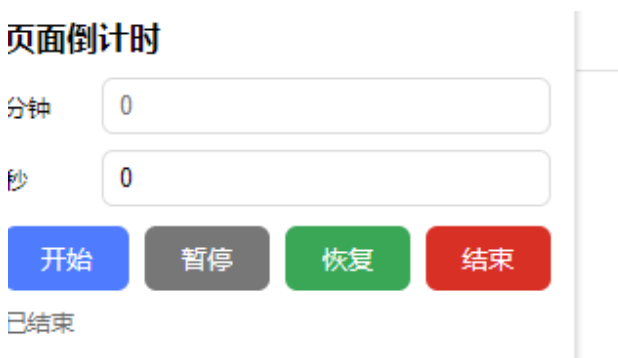 页面倒计时
分钟 0
秒 0
开始 暂停 恢复 结束
已结束